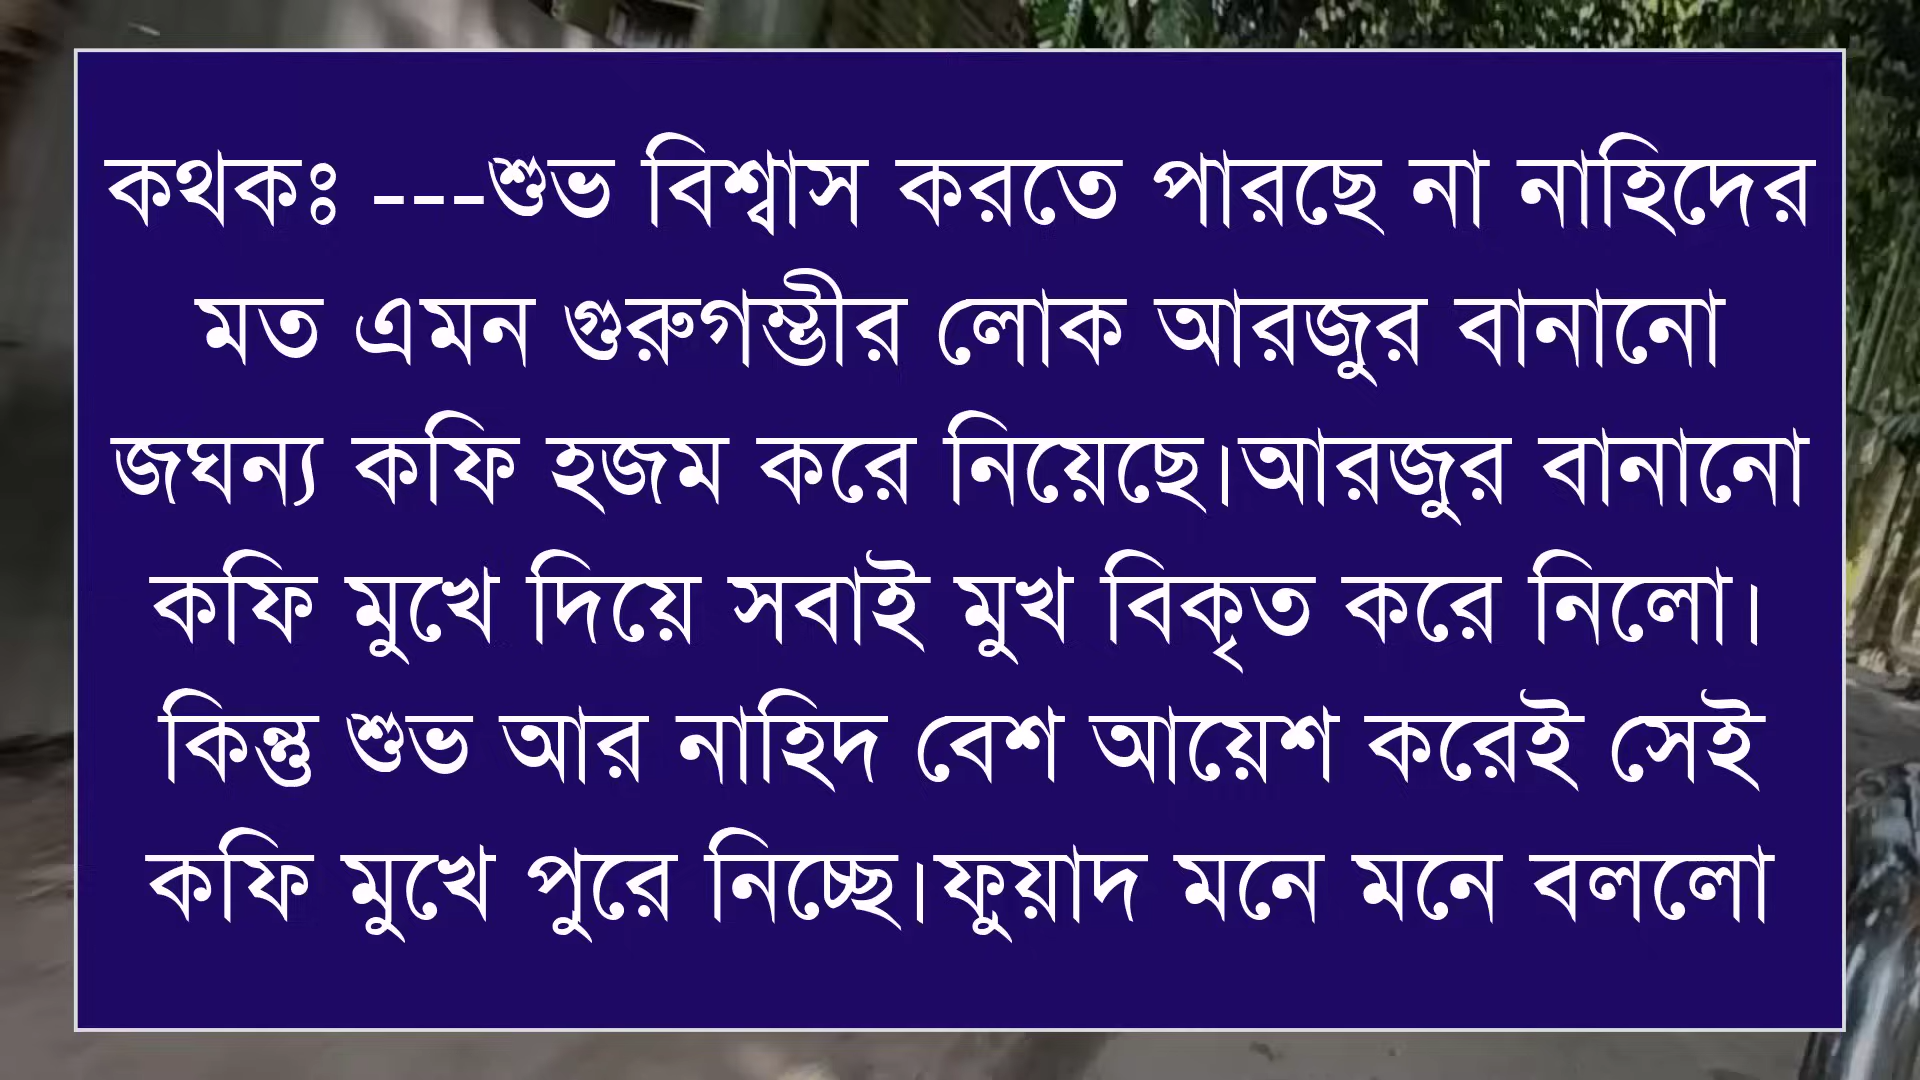 কথকঃ ---শুভ বিশ্বাস করতে পারছে না নাহিদের
মত এমন গুরুগম্ভীর লোক আরজুর বানানো
জঘন্য কফি হজম করে নিয়েছে।আরজুর বানানো
কফি মুখে দিয়ে সবাই মুখ বিকৃত করে নিলো।
কিন্তু শুভ আর নাহিদ বেশ আয়েশ করেই সেই
কফি মুখে পুরে নিচ্ছে।ফুয়াদ মনে মনে বললো